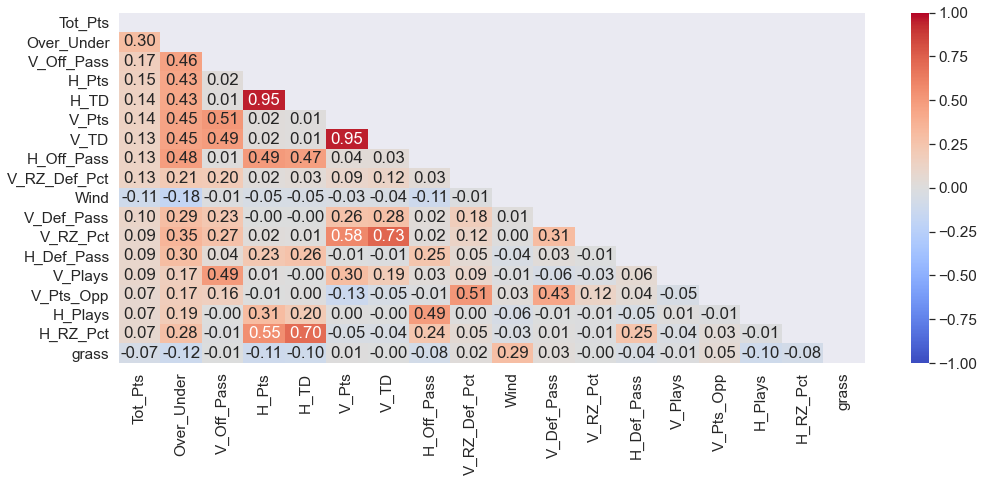 Tot_Pts
Over_Under 0.30
V_Off_Pass 0.17 0.46
H_Pts 0.15 0.43 0.02
H_TD 0.14 0.43 0.01 0.95
V_Pts 0.14 0.45 0.51 0.02 0.01
V_TD 0.13 0.45 0.49 0.02 0.01 0.95
H_Off_Pass 0.13 0.48 0.01 0.49 0.47 0.04 0.03
V_RZ_Def_Pct 0.13 0.21 0.20 0.02 0.03 0.09 0.12 0.03
Wind -0.11 -0.18 -0.01 -0.05 -0.05 -0.03 -0.04 -0.11 -0.01
V_Def_Pass 0.10 0.29 0.23 -0.00 -0.00 0.26 0.28 0.02 0.18 0.01
V_RZ_Pct 0.09 0.35 0.27 0.02 0.01 0.58 0.73 0.02 0.12 0.00 0.31
H_Def_Pass 0.09 0.30 0.04 0.23 0.26 -0.01 -0.01 0.25 0.05 -0.04 0.03 -0.01
V_Plays 0.09 0.17 0.49 0.01 -0.00 0.30 0.19 0.03 0.09 -0.01 -0.06 -0.03 0.06
V_Pts_Opp 0.07 0.17 0.16 -0.01 0.00 -0.13 -0.05 -0.01 0.51 0.03 0.43 0.12 0.04 -0.05
H_Plays 0.07 0.19 -0.00 0.31 0.20 0.00 -0.00 0.49 0.00 -0.06 -0.01 -0.01 -0.05 0.01 -0.01
H_RZ_Pct 0.07 0.28 -0.01 0.55 0.70 -0.05 -0.04 0.24 0.05 -0.03 0.01 -0.01 0.25 -0.04 0.03 -0.01
grass -0.07 -0.12 -0.01 -0.11 -0.10 0.01 -0.00 -0.08 0.02 0.29 0.03 -0.00 -0.04 -0.01 0.05 -0.10 -0.08
Tot_Pts
Over_Under
V_Off_Pass
H_Pts
H_TD
V_Pts
V_TD
H_Off_Pass
V_RZ_Def_Pct
Wind
V_Def_Pass
V_RZ_Pct
H_Def_Pass
V_Plays
V_Pts_Opp
H_Plays
H_RZ_Pct
grass
1.00
0.75
0.50
0.25
0.00
−0.25
−0.50
−0.75
−1.00